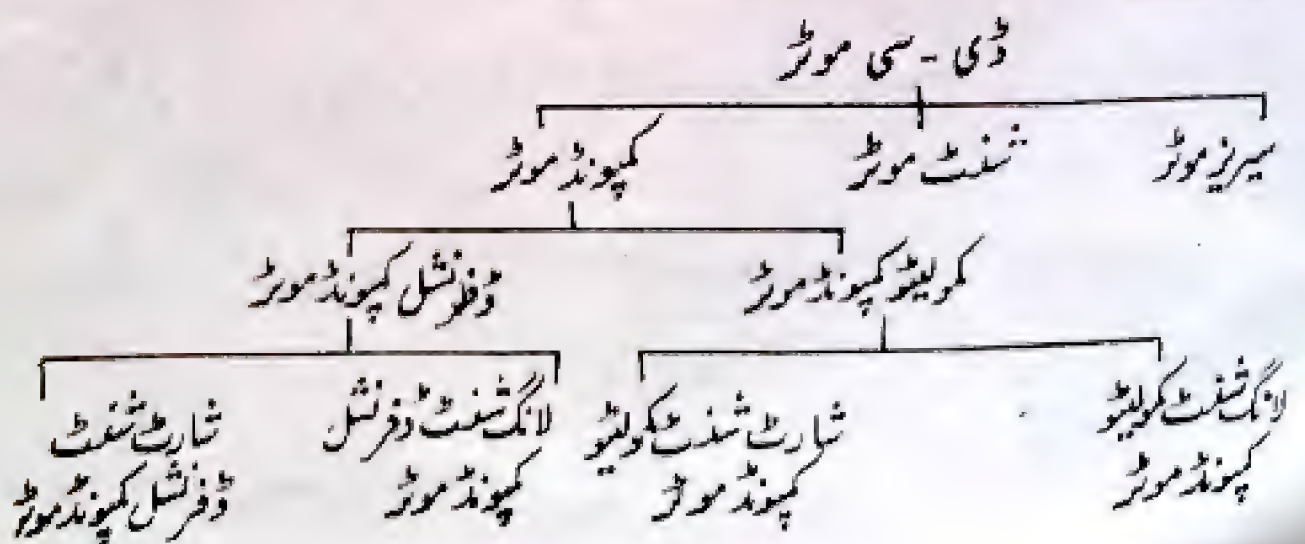 ڈی - سی موٹر
سیریز موٹر
شنٹ موٹر
کمپونڈ موٹر
کمولیٹو کمپونڈ موٹر
ڈفرنشل کمپونڈ موٹر
لانگ شنٹ کمولیٹو
کمپونڈ موٹر
شارٹ شنٹ کمولیٹو
کمپونڈ موٹر
لانگ شنٹ ڈفرنشل
کمپونڈ موٹر
شارٹ شنٹ
ڈفرنشل کمپونڈ موٹر